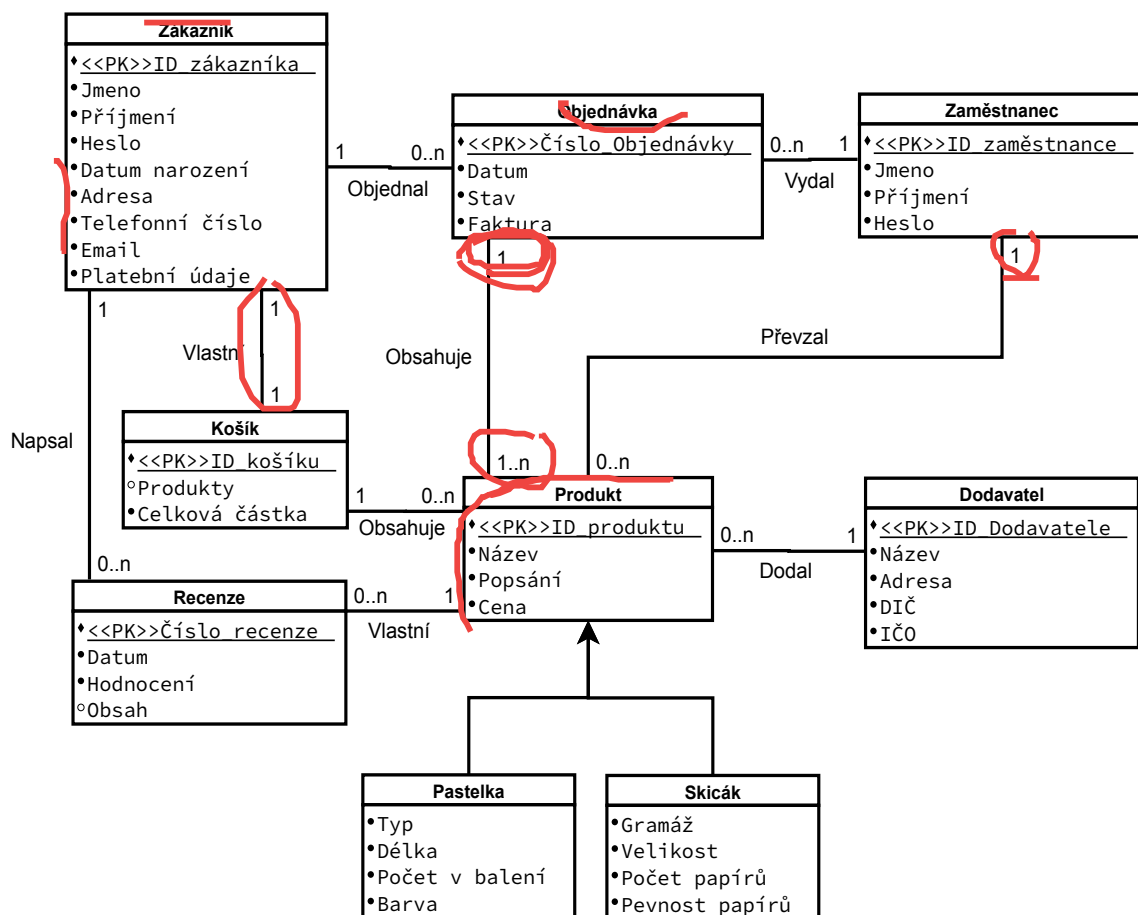 Zákazník
<<PK>>ID_zákazníka
Jmeno
Příjmení
Heslo
Datum narození
Adresa
Telefonní číslo
Email
Platební údaje
1
Objednal
0..n
Objednávka
<<PK>>Číslo_Objednávky
Datum
Stav
Faktura
0..n
Vydal
1
Zaměstnanec
<<PK>>ID_zaměstnance
Jmeno
Příjmení
Heslo
1
1
1
1
Vlastní
1
Obsahuje
Převzal
Napsal
Košík
<<PK>>ID_košíku
Produkty
Celková částka
1
Obsahuje
0..n
1..n
0..n
Produkt
<<PK>>ID_produktu
Název
Popsání
Cena
0..n
Dodal
1
Dodavatel
<<PK>>ID_Dodavatele
Název
Adresa
DIČ
IČO
0..n
Recenze
<<PK>>Číslo_recenze
Datum
Hodnocení
Obsah
0..n
Vlastní
1
Pastelka
Typ
Délka
Počet v balení
Barva
Skicák
Gramáž
Velikost
Počet papírů
Pevnost papírů